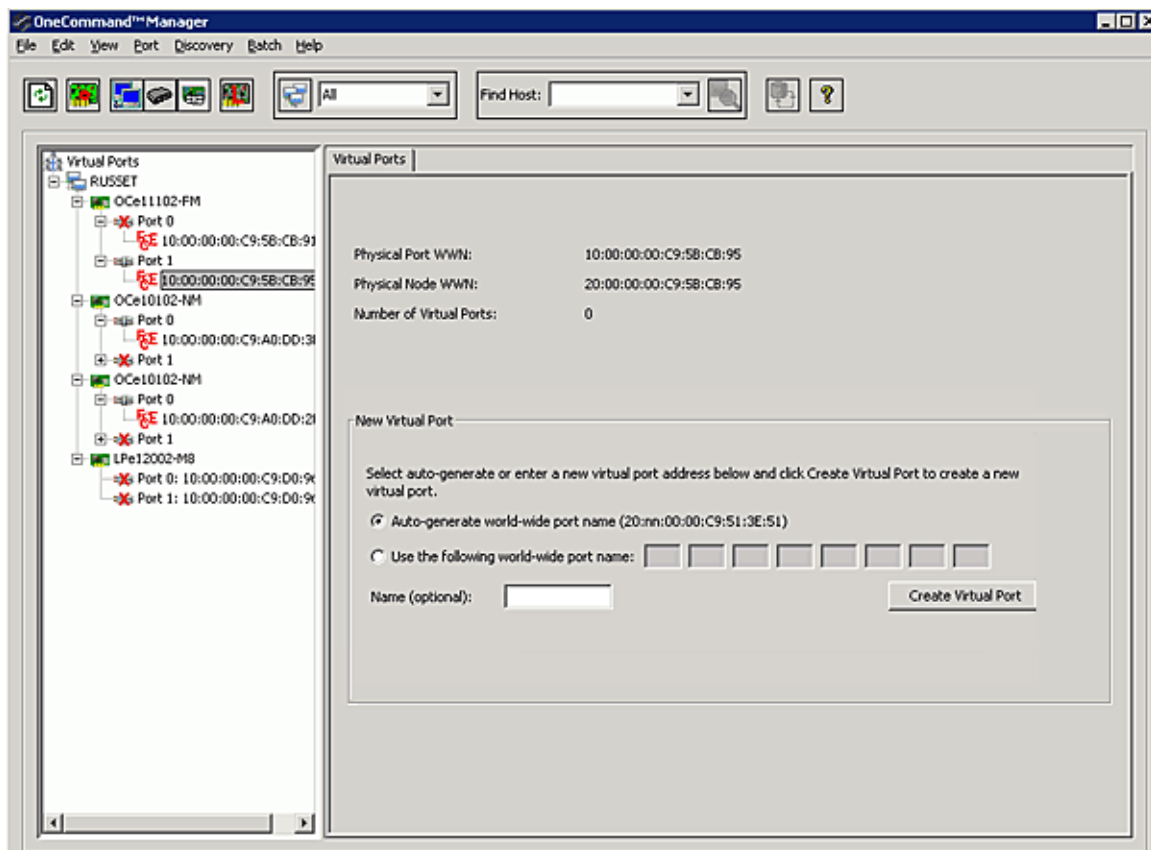 OneCommand™Manager
File Edit View Port Discovery Batch Help
All
Find Host:
Virtual Ports
RUSSET
OCe11102-FM
Port 0
10:00:00:00:C9:5B:CB:91
Port 1
10:00:00:00:C9:5B:CB:95
OCe10102-NM
Port 0
10:00:00:00:C9:A0:DD:
Port 1
OCe10102-NM
Port 0
10:00:00:00:C9:A0:DD:
Port 1
LPe12002-M8
Port 0: 10:00:00:00:C9:D0:
Port 1: 10:00:00:00:C9:D0:
Virtual Ports
Physical Port WWN: 10:00:00:00:C9:5B:CB:95
Physical Node WWN: 20:00:00:00:C9:5B:CB:95
Number of Virtual Ports: 0
New Virtual Port
Select auto-generate or enter a new virtual port address below and click Create Virtual Port to create a new
virtual port.
Auto-generate world-wide port name (20:nn:00:00:C9:51:3E:51)
Use the following world-wide port name:
Name (optional): Create Virtual Port